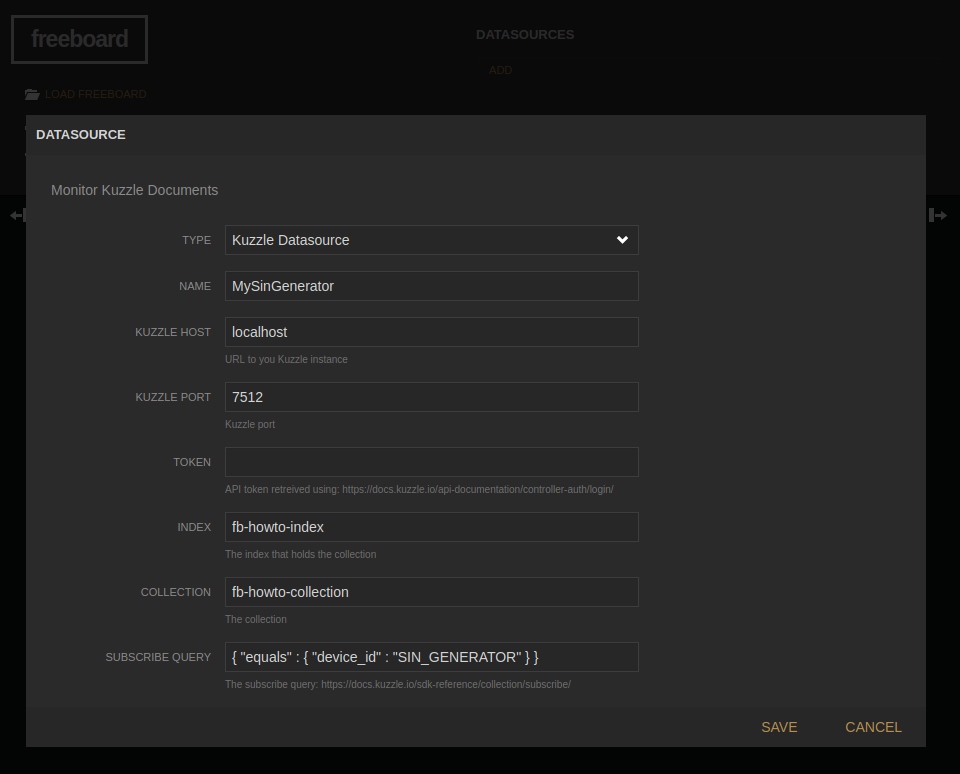 freeboard
DATASOURCES
ADD
LOAD FREEBOARD
DATASOURCE
Monitor Kuzzle Documents
TYPE Kuzzle Datasource
NAME MySinGenerator
KUZZLE HOST localhost
URL to you Kuzzle instance
KUZZLE PORT 7512
Kuzzle port
TOKEN
API token retreived using: https://docs.kuzzle.io/api-documentation/controller-auth/login/
INDEX fb-howto-index
The index that holds the collection
COLLECTION fb-howto-collection
The collection
SUBSCRIBE QUERY { "equals" : { "device_id" : "SIN_GENERATOR" } }
The subscribe query: https://docs.kuzzle.io/sdk-reference/collection/subscribe/
SAVE CANCEL